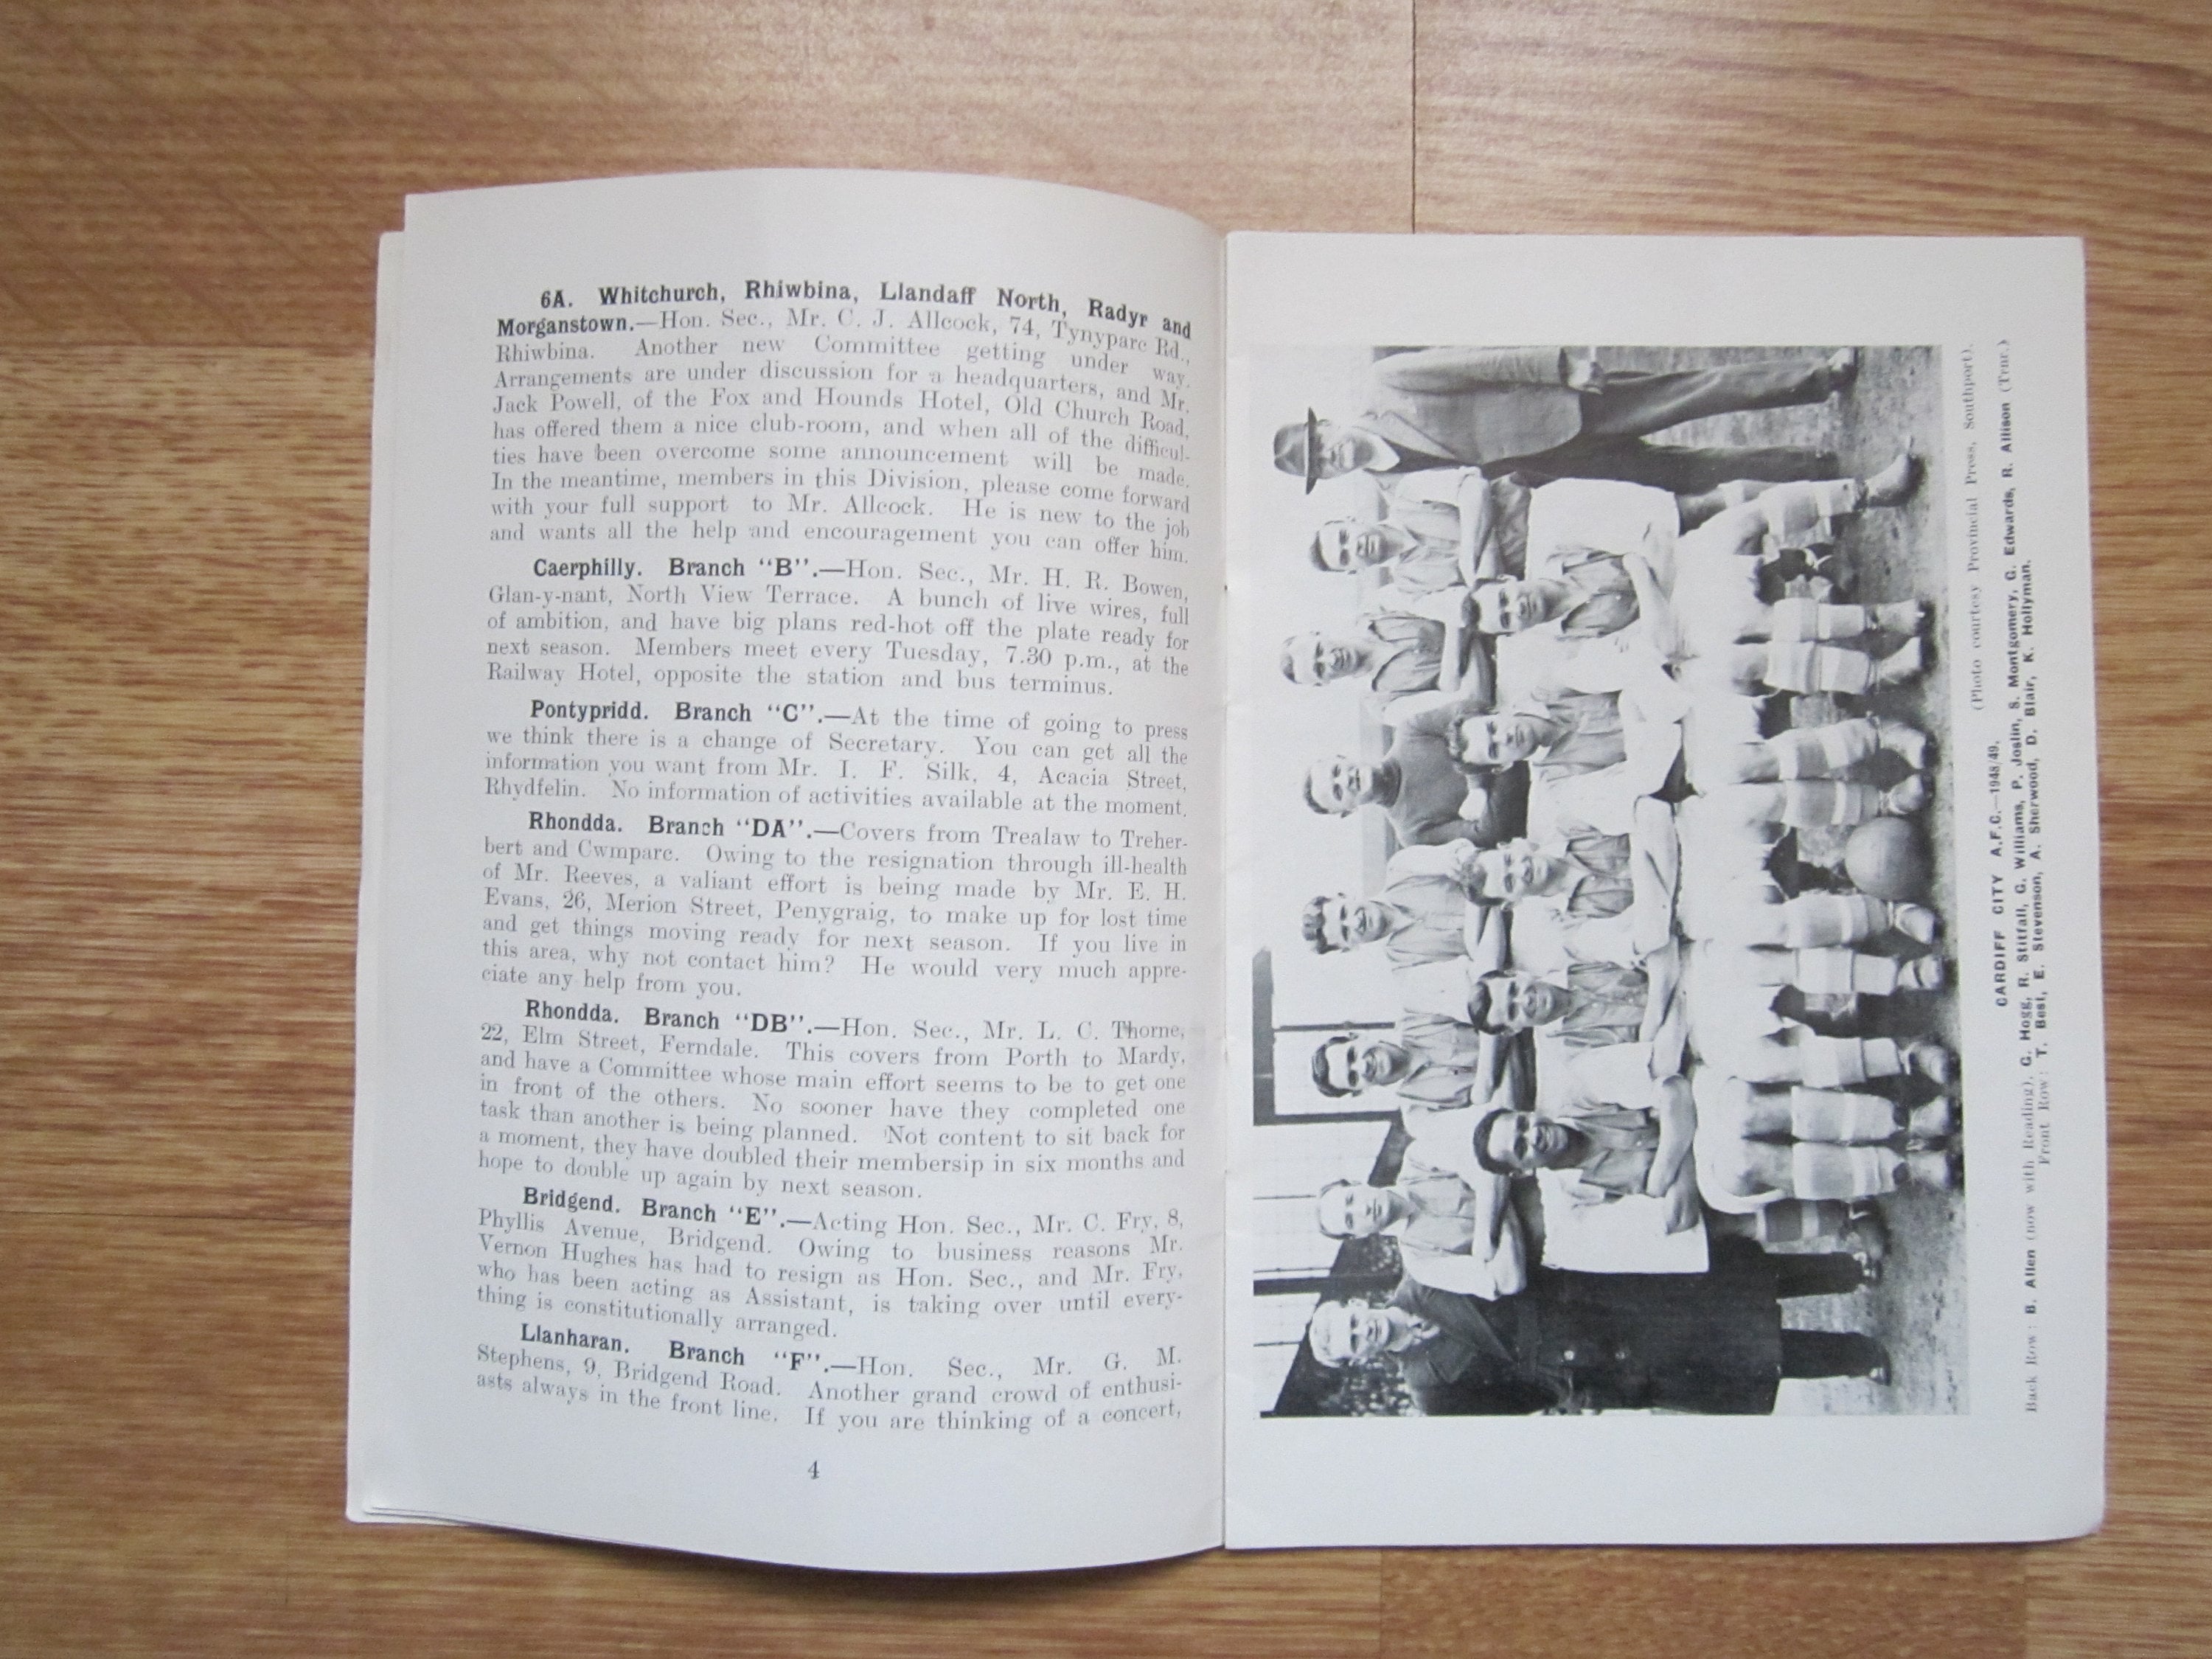 6A. Whitchurch, Rhiwbina, Llandaff North, Radyr and
Morganstown.—Hon. Sec., Mr. C. J. Allcock, 74, Tynyparc Rd.,
Rhiwbina. Another new Committee getting under way.
Arrangements are under discussion for a headquarters, and Mr.
Jack Powell, of the Fox and Hounds Hotel, Old Church Road,
has offered them a nice club-room, and when all of the difficul-
ties have been overcome some announcement will be made.
In the meantime, members in this Division, please come forward
with your full support to Mr. Allcock. He is new to the job
and wants all the help and encouragement you can offer him.
Caerphilly. Branch "B".—Hon. Sec., Mr. H. R. Bowen,
Glan-y-nant, North View Terrace. A bunch of live wires, full
of ambition, and have big plans red-hot off the plate ready for
next season. Members meet every Tuesday, 7.30 p.m., at the
Railway Hotel, opposite the station and bus terminus.
Pontypridd. Branch "C".—At the time of going to press
we think there is a change of Secretary. You can get all the
information you want from Mr. I. F. Silk, 4, Acacia Street,
Rhydfelin. No information of activities available at the moment.
Rhondda. Branch "DA".—Covers from Trealaw to Treher-
bert and Cwmparc. Owing to the resignation through ill-health
of Mr. Reeves, a valiant effort is being made by Mr. E. H.
Evans, 26, Merion Street, Penygraig, to make up for lost time
and get things moving ready for next season. If you live in
this area, why not contact him? He would very much appre-
ciate any help from you.
Rhondda. Branch "DB".—Hon. Sec., Mr. L. C. Thorne,
22, Elm Street, Ferndale. This covers from Porth to Mardy,
and have a Committee whose main effort seems to be to get one
in front of the others. No sooner have they completed one
task than another is being planned. Not content to sit back for
a moment, they have doubled their membersip in six months and
hope to double up again by next season.
Bridgend. Branch "E".—Acting Hon. Sec., Mr. C. Fry, 8,
Phyllis Avenue, Bridgend. Owing to business reasons Mr.
Vernon Hughes has had to resign as Hon. Sec., and Mr. Fry,
who has been acting as Assistant, is taking over until every-
thing is constitutionally arranged.
Llanharan. Branch "F".—Hon. Sec., Mr. G. M.
Stephens, 9, Bridgend Road. Another grand crowd of enthusi-
asts always in the front line. If you are thinking of a concert,
4
(Photo courtesy Provincial Press, Southport).
CARDIFF CITY A.F.C.—1948/49.
Back Row: B. Allen (now with Reading), G. Hogg, R. Stitfall, G. Williams, P. Joslin, S. Montgomery, G. Edwards, R. Allison (Tnr.)
Front Row: T. Best, E. Stevenson, A. Sherwood, D. Blair, K. Hollyman.